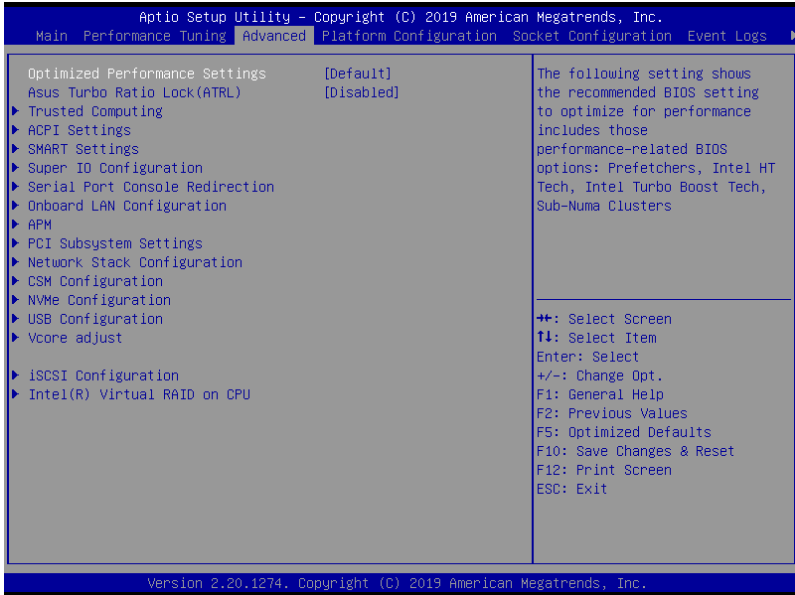 Aptio Setup Utility – Copyright (C) 2019 American Megatrends, Inc.
Main Performance Tuning Advanced Platform Configuration Socket Configuration Event Logs
Optimized Performance Settings [Default]
Asus Turbo Ratio Lock(ATRL) [Disabled]
Trusted Computing
ACPI Settings
SMART Settings
Super IO Configuration
Serial Port Console Redirection
Onboard LAN Configuration
APM
PCI Subsystem Settings
Network Stack Configuration
CSM Configuration
NVMe Configuration
USB Configuration
Vcore adjust
iSCSI Configuration
Intel(R) Virtual RAID on CPU
The following setting shows
the recommended BIOS setting
to optimize for performance
includes those
performance-related BIOS
options: Prefetchers, Intel HT
Tech, Intel Turbo Boost Tech,
Sub-Numa Clusters
→←: Select Screen
↑↓: Select Item
Enter: Select
+/-: Change Opt.
F1: General Help
F2: Previous Values
F5: Optimized Defaults
F10: Save Changes & Reset
F12: Print Screen
ESC: Exit
Version 2.20.1274. Copyright (C) 2019 American Megatrends, Inc.